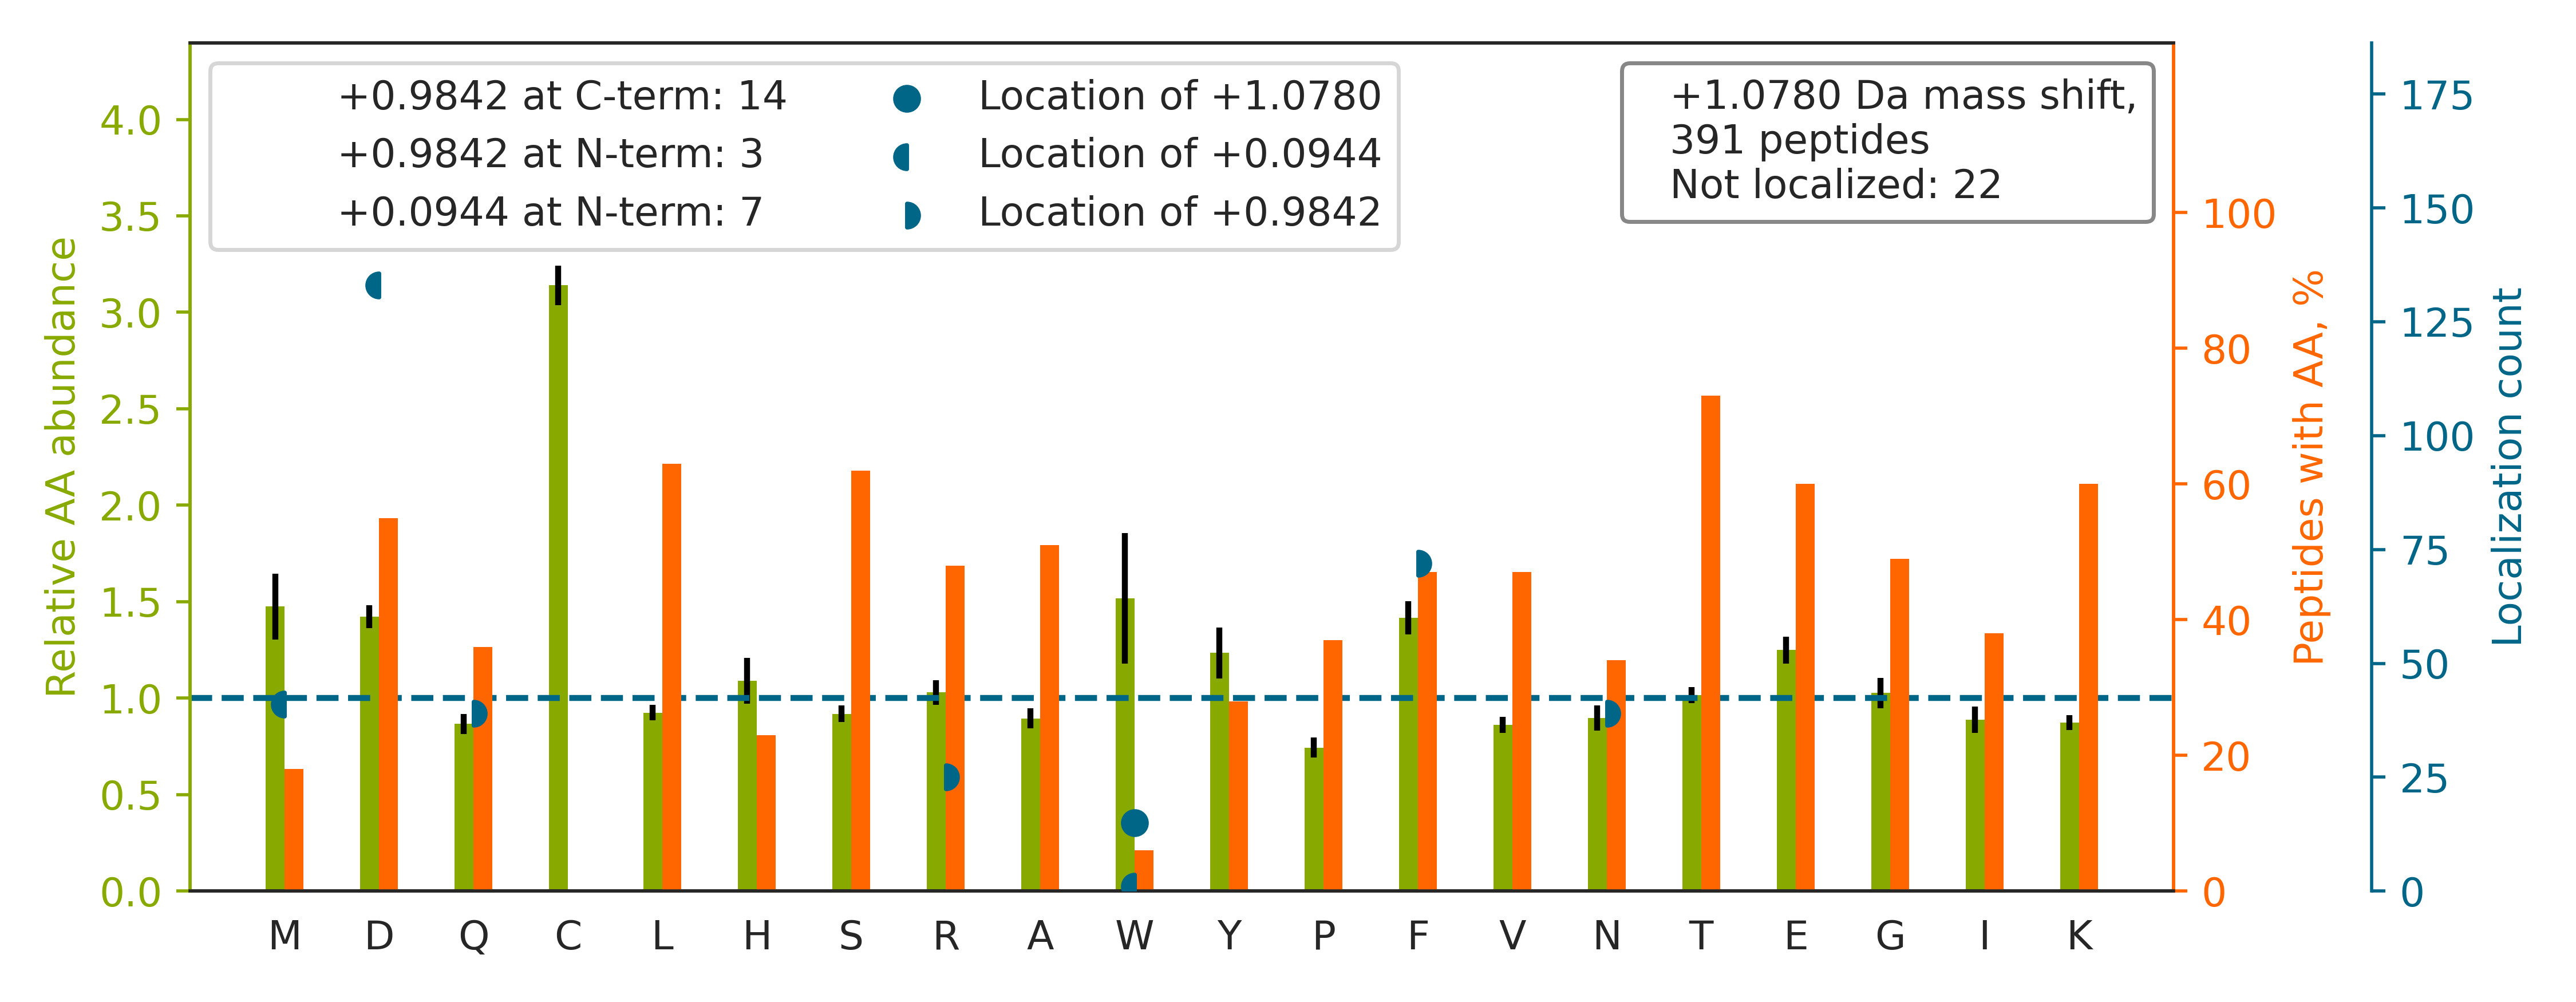 +0.9842 at C-term: 14
+0.9842 at N-term: 3
+0.0944 at N-term: 7
Location of +1.0780
Location of +0.0944
Location of +0.9842
+1.0780 Da mass shift,
391 peptides
Not localized: 22
Relative AA abundance
4.0
3.5
3.0
2.5
2.0
1.5
1.0
0.5
0.0
M D Q C L H S R A W Y P F V N T E G I K
100
80
60
40
20
0
Peptides with AA, %
175
150
125
100
75
50
25
0
Localization count